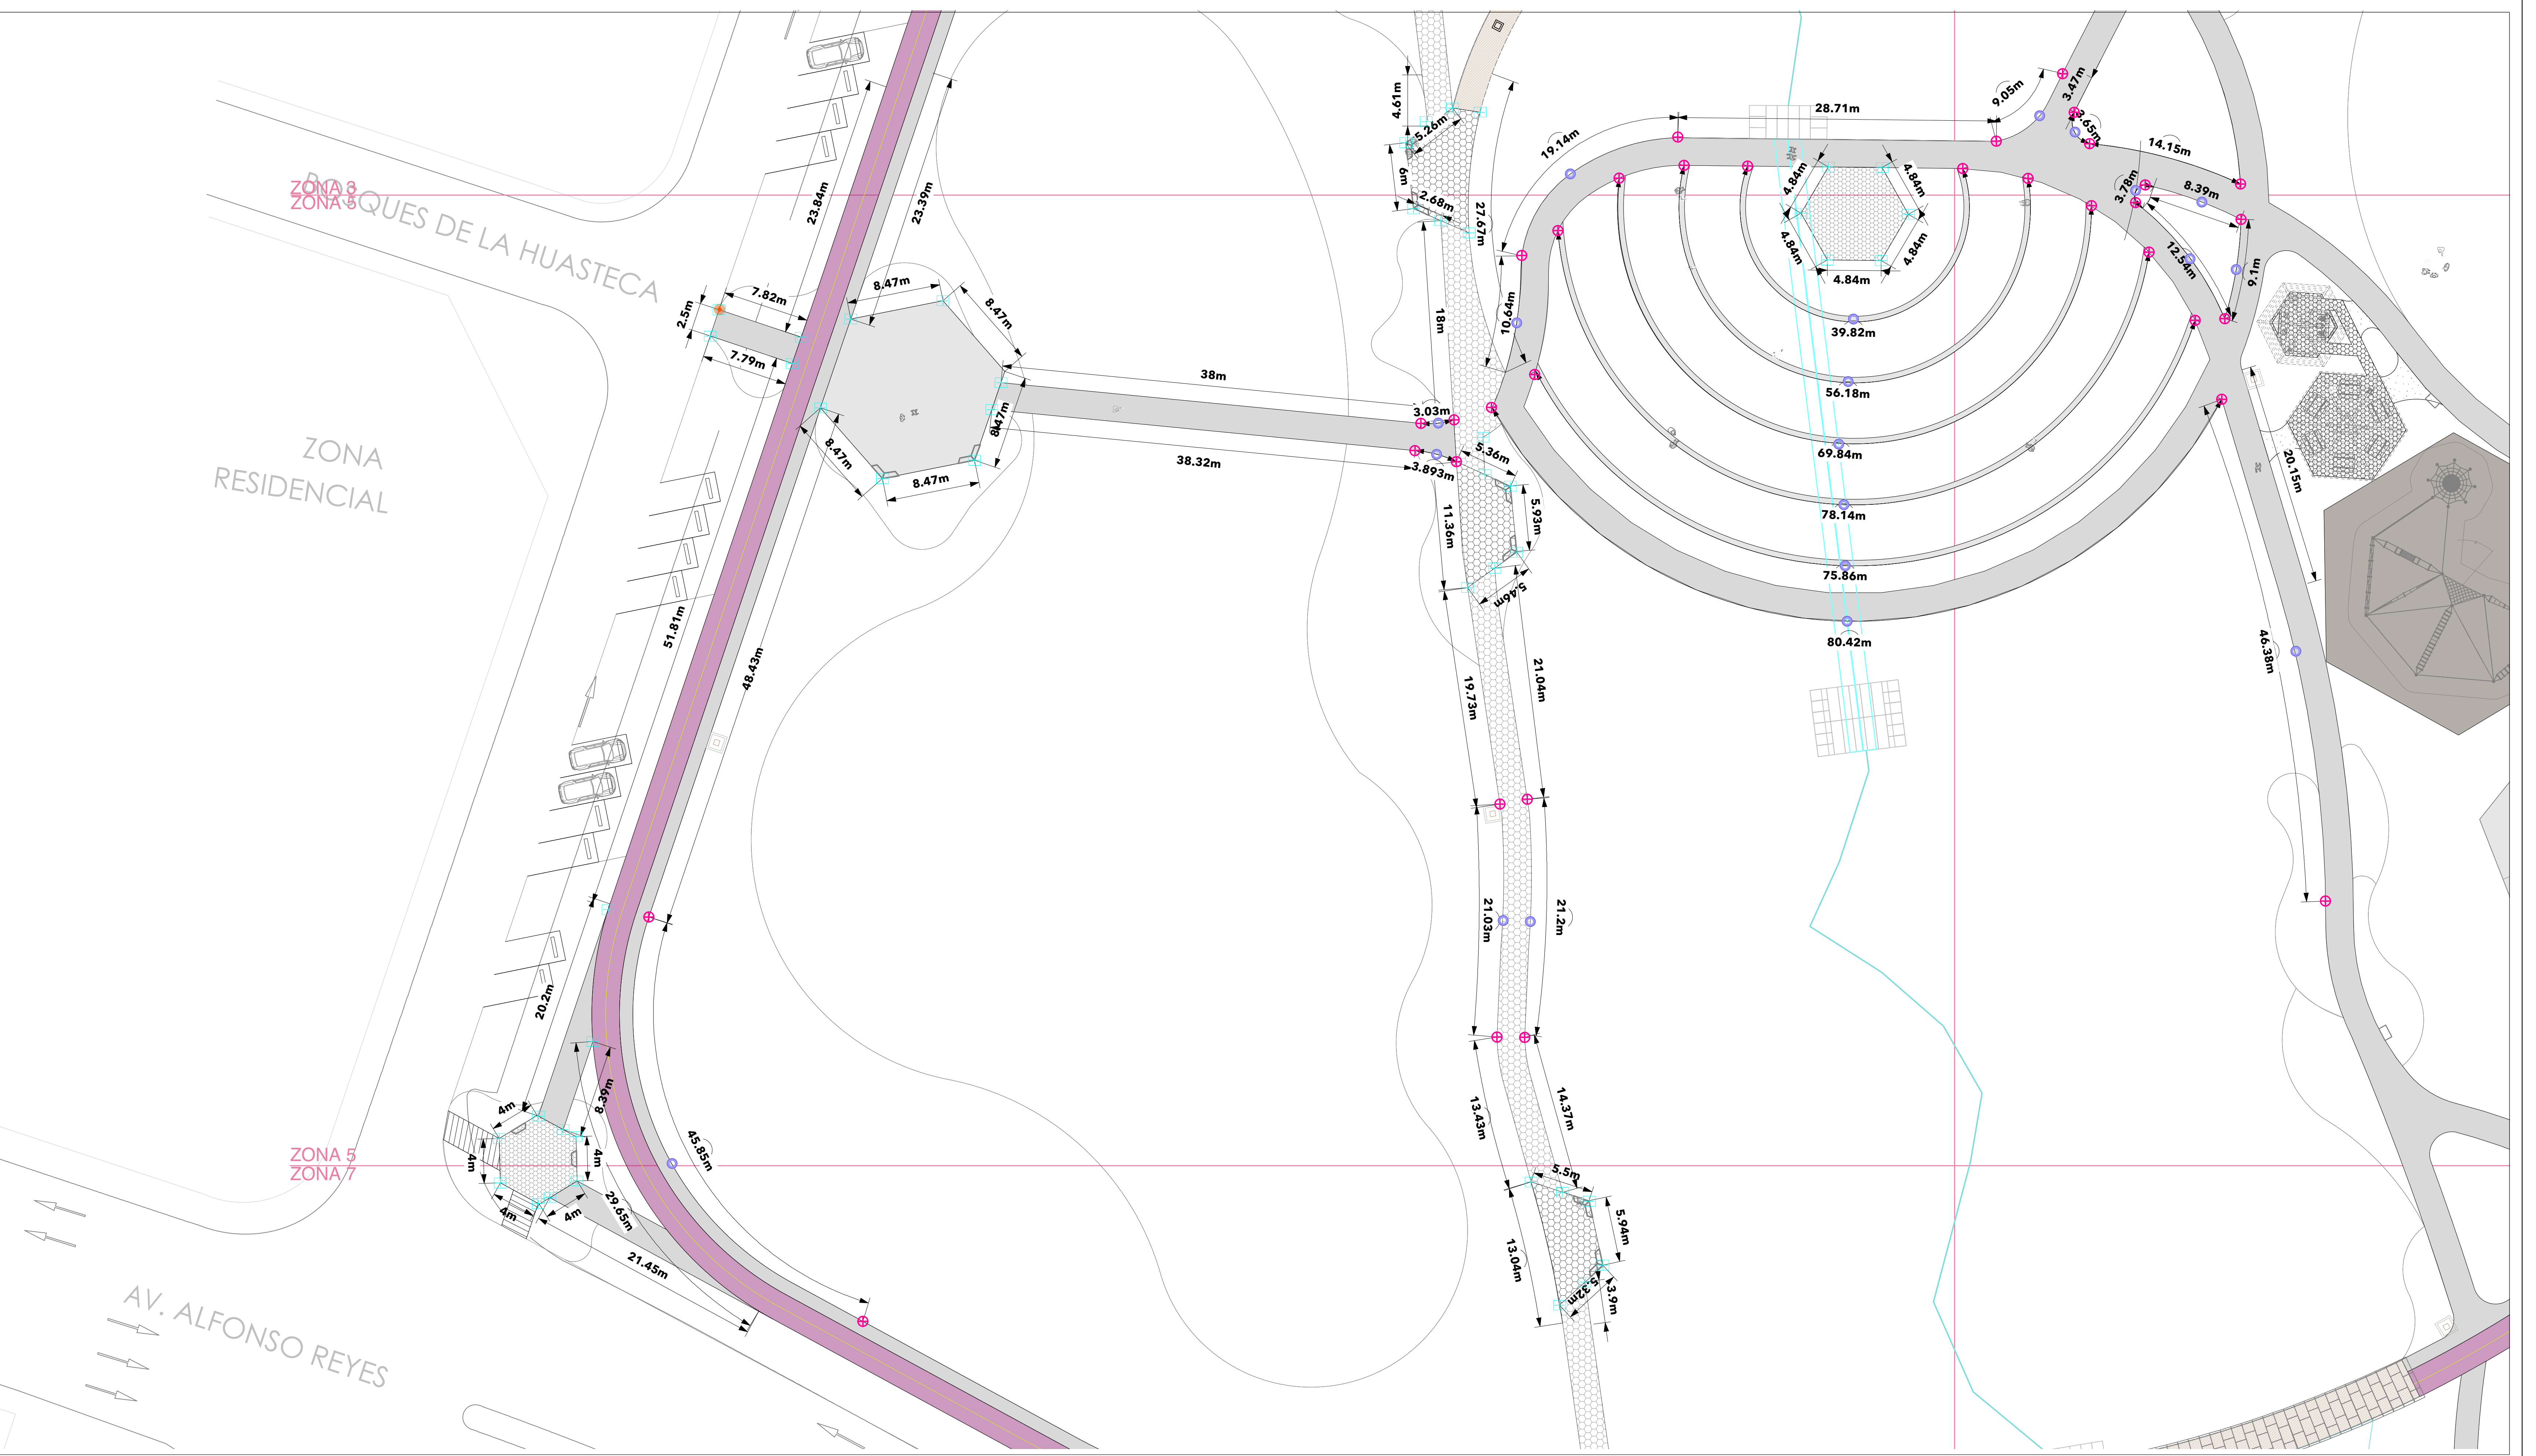 4.61m
5.26m
6m
2.68m
27.67m
19.14m
28.71m
9.05m
3.47m
3.65m
14.15m
3.78m
8.39m
12.54m
9.1m
ZONA 3
ZONA 5
BOSQUES DE LA HUASTECA
23.84m
23.39m
4.84m
4.84m
4.84m
4.84m
4.84m
2.5m
7.82m
7.79m
8.47m
8.47m
8.47m
8.47m
8.47m
38m
38.32m
18m
10.64m
3.03m
3.893m
5.36m
5.93m
5.46m
11.36m
39.82m
56.18m
69.84m
78.14m
75.86m
80.42m
20.15m
46.38m
ZONA
RESIDENCIAL
51.81m
48.43m
19.73m
21.04m
21.03m
21.2m
20.2m
8.39m
4m
4m
4m
4m
4m
45.85m
29.65m
21.45m
13.43m
14.37m
5.5m
5.94m
13.04m
5.32m
3.9m
ZONA 5
ZONA 7
AV. ALFONSO REYES